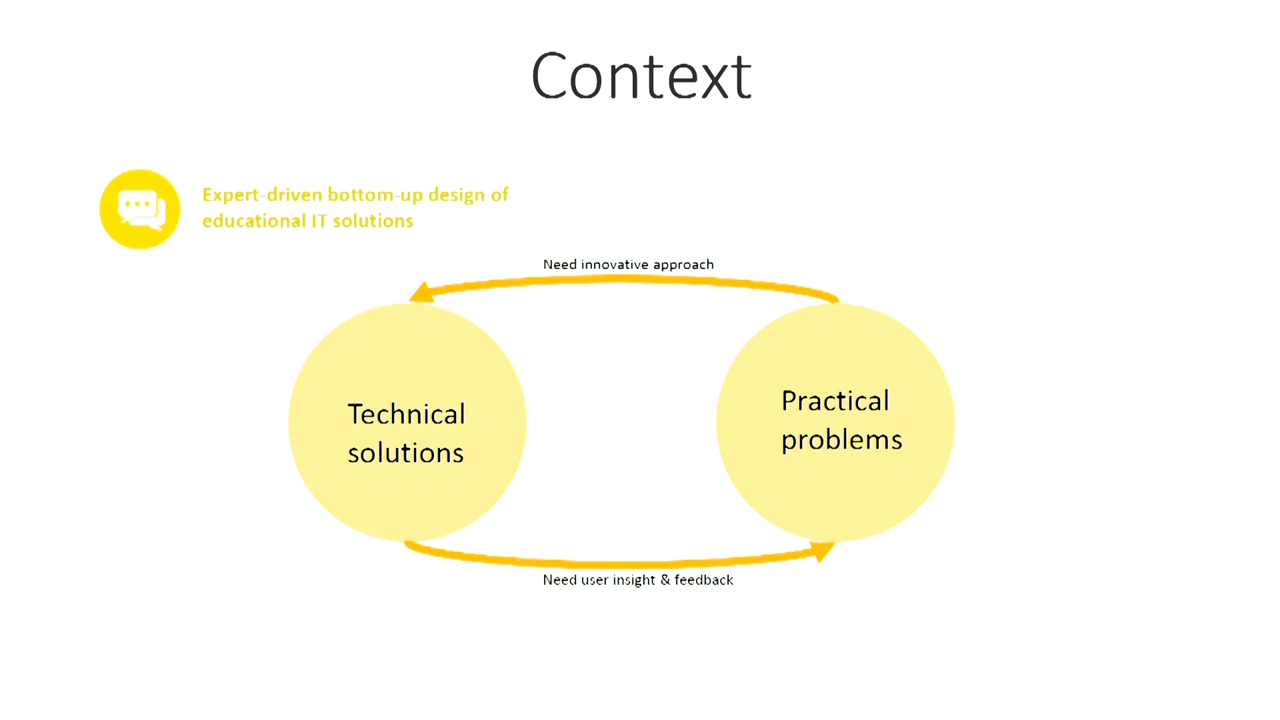 Context
Expert-driven bottom-up design of
educational IT solutions
Need innovative approach
Technical
solutions
Practical
problems
Need user insight & feedback